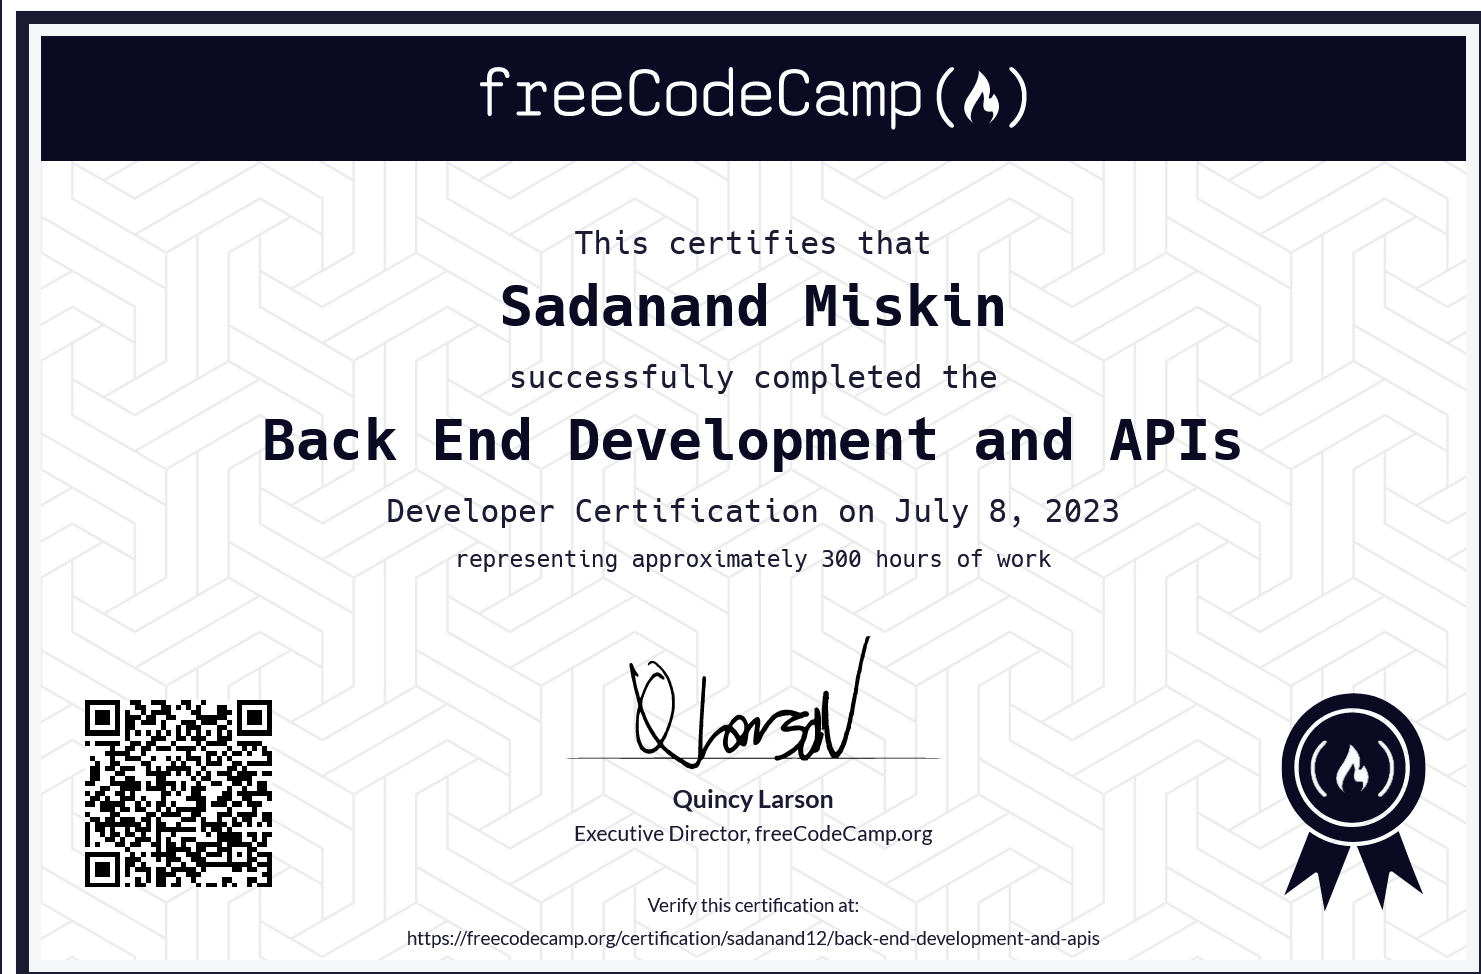 freeCodeCamp(🔥)
This certifies that
Sadanand Miskin
successfully completed the
Back End Development and APIs
Developer Certification on July 8, 2023
representing approximately 300 hours of work
QLarson
Quincy Larson
Executive Director, freeCodeCamp.org
Verify this certification at:
https://freecodecamp.org/certification/sadanand12/back-end-development-and-apis